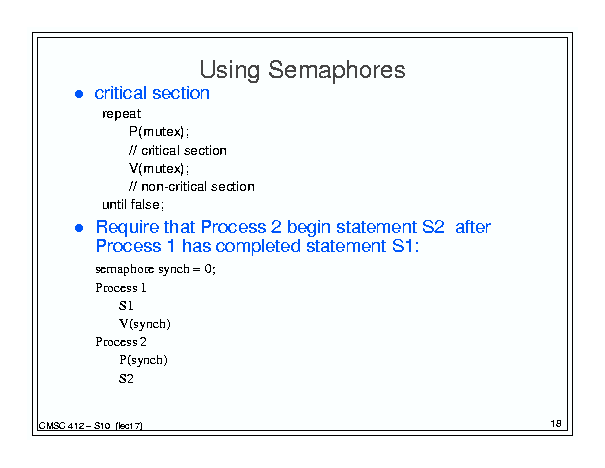 Using Semaphores
● critical section
repeat
P(mutex);
// critical section
V(mutex);
// non-critical section
until false;
● Require that Process 2 begin statement S2 after
Process 1 has completed statement S1:
semaphore synch = 0;
Process 1
S1
V(synch)
Process 2
P(synch)
S2
CMSC 412 – S10 (lect 7)
18